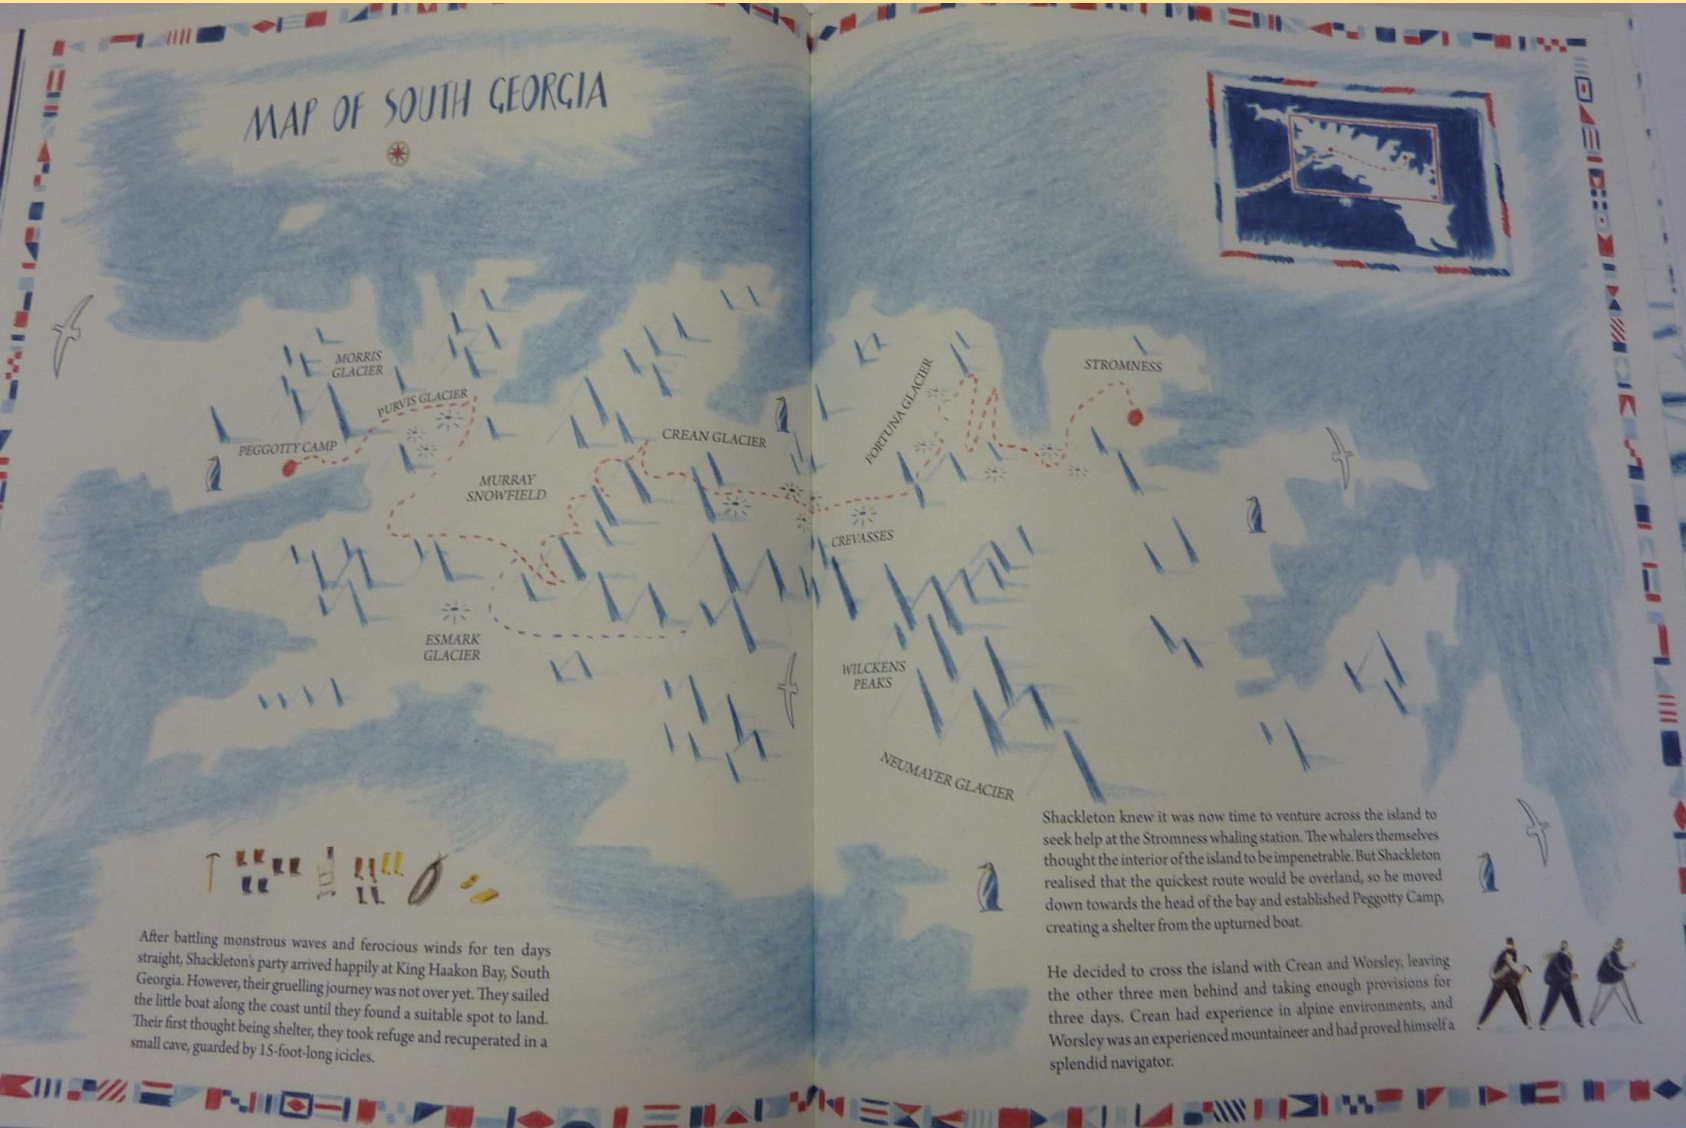 MAP OF SOUTH GEORGIA
MORRIS
GLACIER
PURVIS GLACIER
PEGGOTTY CAMP
MURRAY
SNOWFIELD
CREAN GLACIER
ESMARK
GLACIER
After battling monstrous waves and ferocious winds for ten days
straight, Shackleton's party arrived happily at King Haakon Bay, South
Georgia. However, their gruelling journey was not over yet. They sailed
the little boat along the coast until they found a suitable spot to land.
Their first thought being shelter, they took refuge and recuperated in a
small cave, guarded by 15-foot-long icicles.
FORTUNA GLACIER
STROMNESS
CREVASSES
WILCKENS
PEAKS
NEUMAYER GLACIER
Shackleton knew it was now time to venture across the island to
seek help at the Stromness whaling station. The whalers themselves
thought the interior of the island to be impenetrable. But Shackleton
realised that the quickest route would be overland, so he moved
down towards the head of the bay and established Peggotty Camp,
creating a shelter from the upturned boat.
He decided to cross the island with Crean and Worsley, leaving
the other three men behind and taking enough provisions for
three days. Crean had experience in alpine environments, and
Worsley was an experienced mountaineer and had proved himself a
splendid navigator.